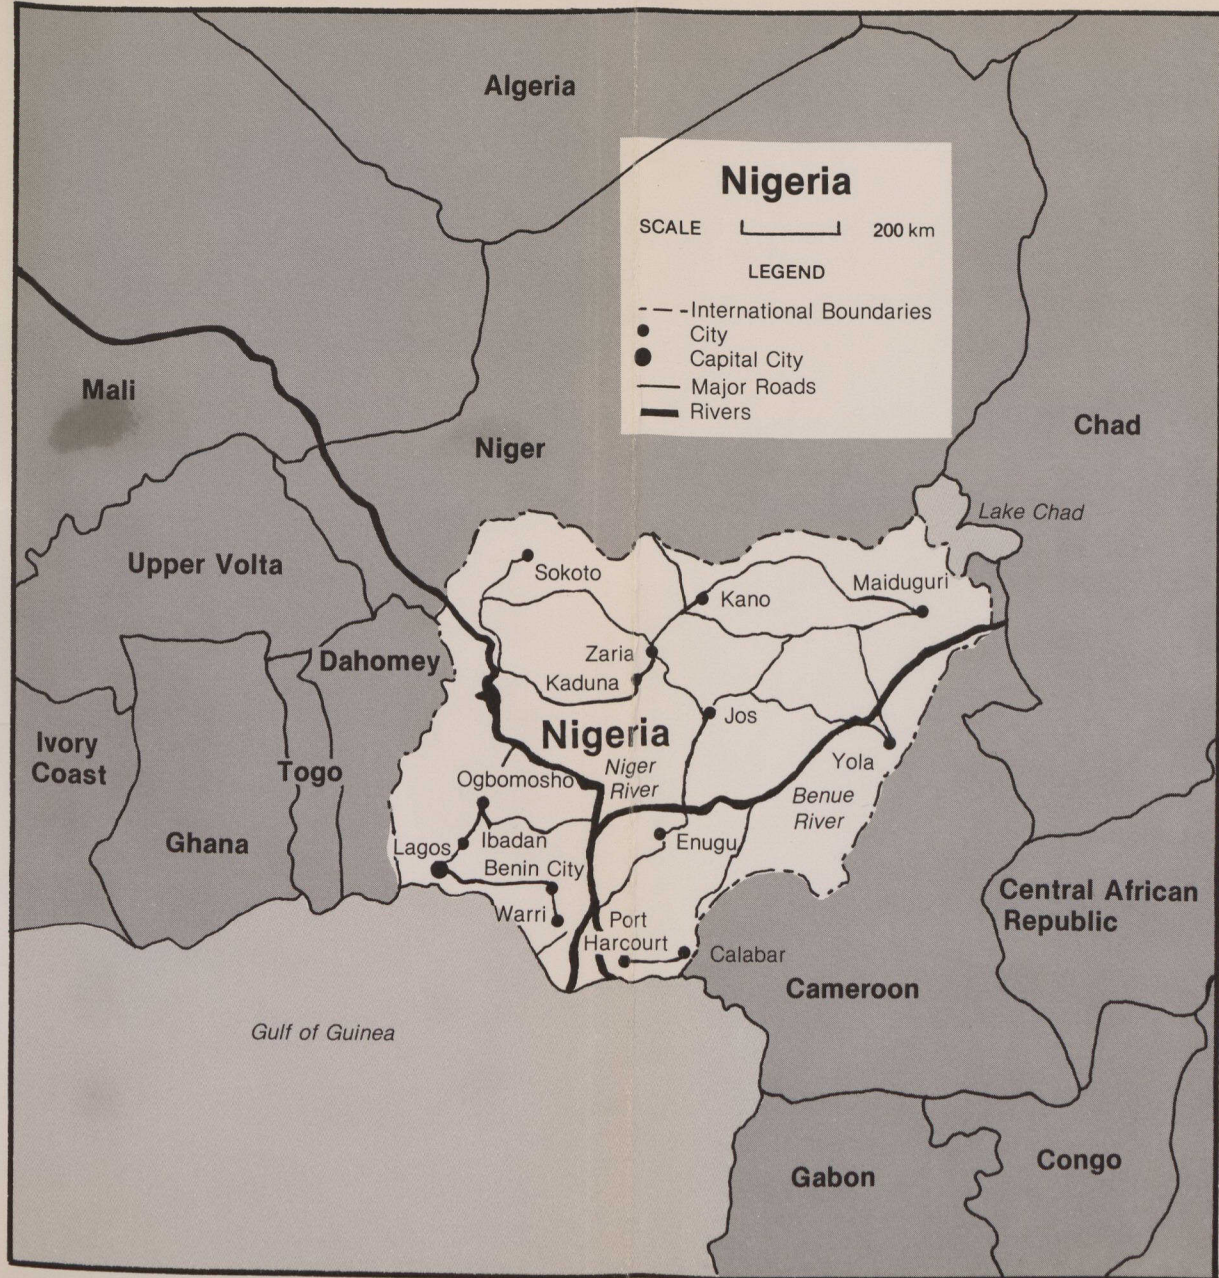 Algeria
Nigeria
SCALE 200 km
LEGEND
International Boundaries
City
Capital City
Major Roads
Rivers
Mali
Niger
Chad
Lake Chad
Upper Volta
Sokoto
Kano
Maiduguri
Dahomey
Zaria
Kaduna
Jos
Nigeria
Ivory
Coast
Togo
Ogbomosho
Niger
River
Yola
Benue
River
Ghana
Lagos
Ibadan
Enugu
Benin City
Warri
Port
Harcourt
Calabar
Central African
Republic
Cameroon
Gulf of Guinea
Gabon
Congo